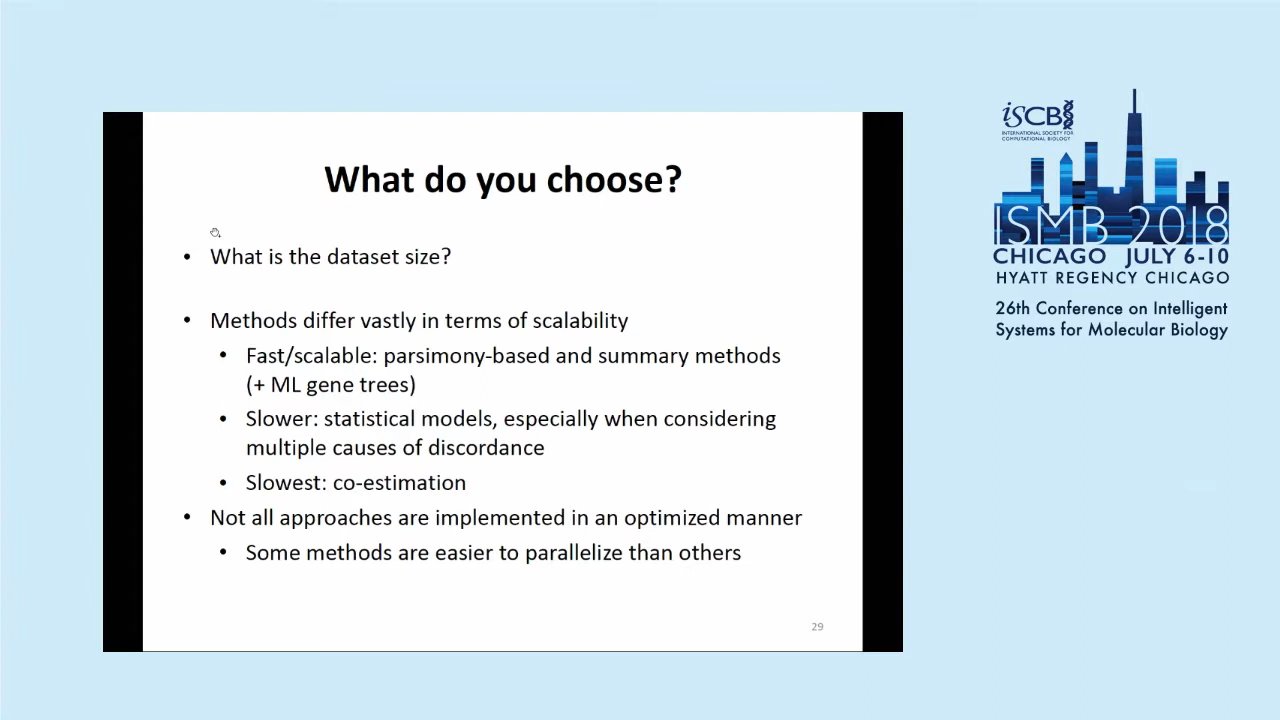 What do you choose?
• What is the dataset size?
• Methods differ vastly in terms of scalability
• Fast/scalable: parsimony-based and summary methods
(+ ML gene trees)
• Slower: statistical models, especially when considering
multiple causes of discordance
• Slowest: co-estimation
• Not all approaches are implemented in an optimized manner
• Some methods are easier to parallelize than others
29
iSCB
INTERNATIONAL SOCIETY FOR
COMPUTATIONAL BIOLOGY
ISMB 2018
CHICAGO JULY 6-10
HYATT REGENCY CHICAGO
26th Conference on Intelligent
Systems for Molecular Biology